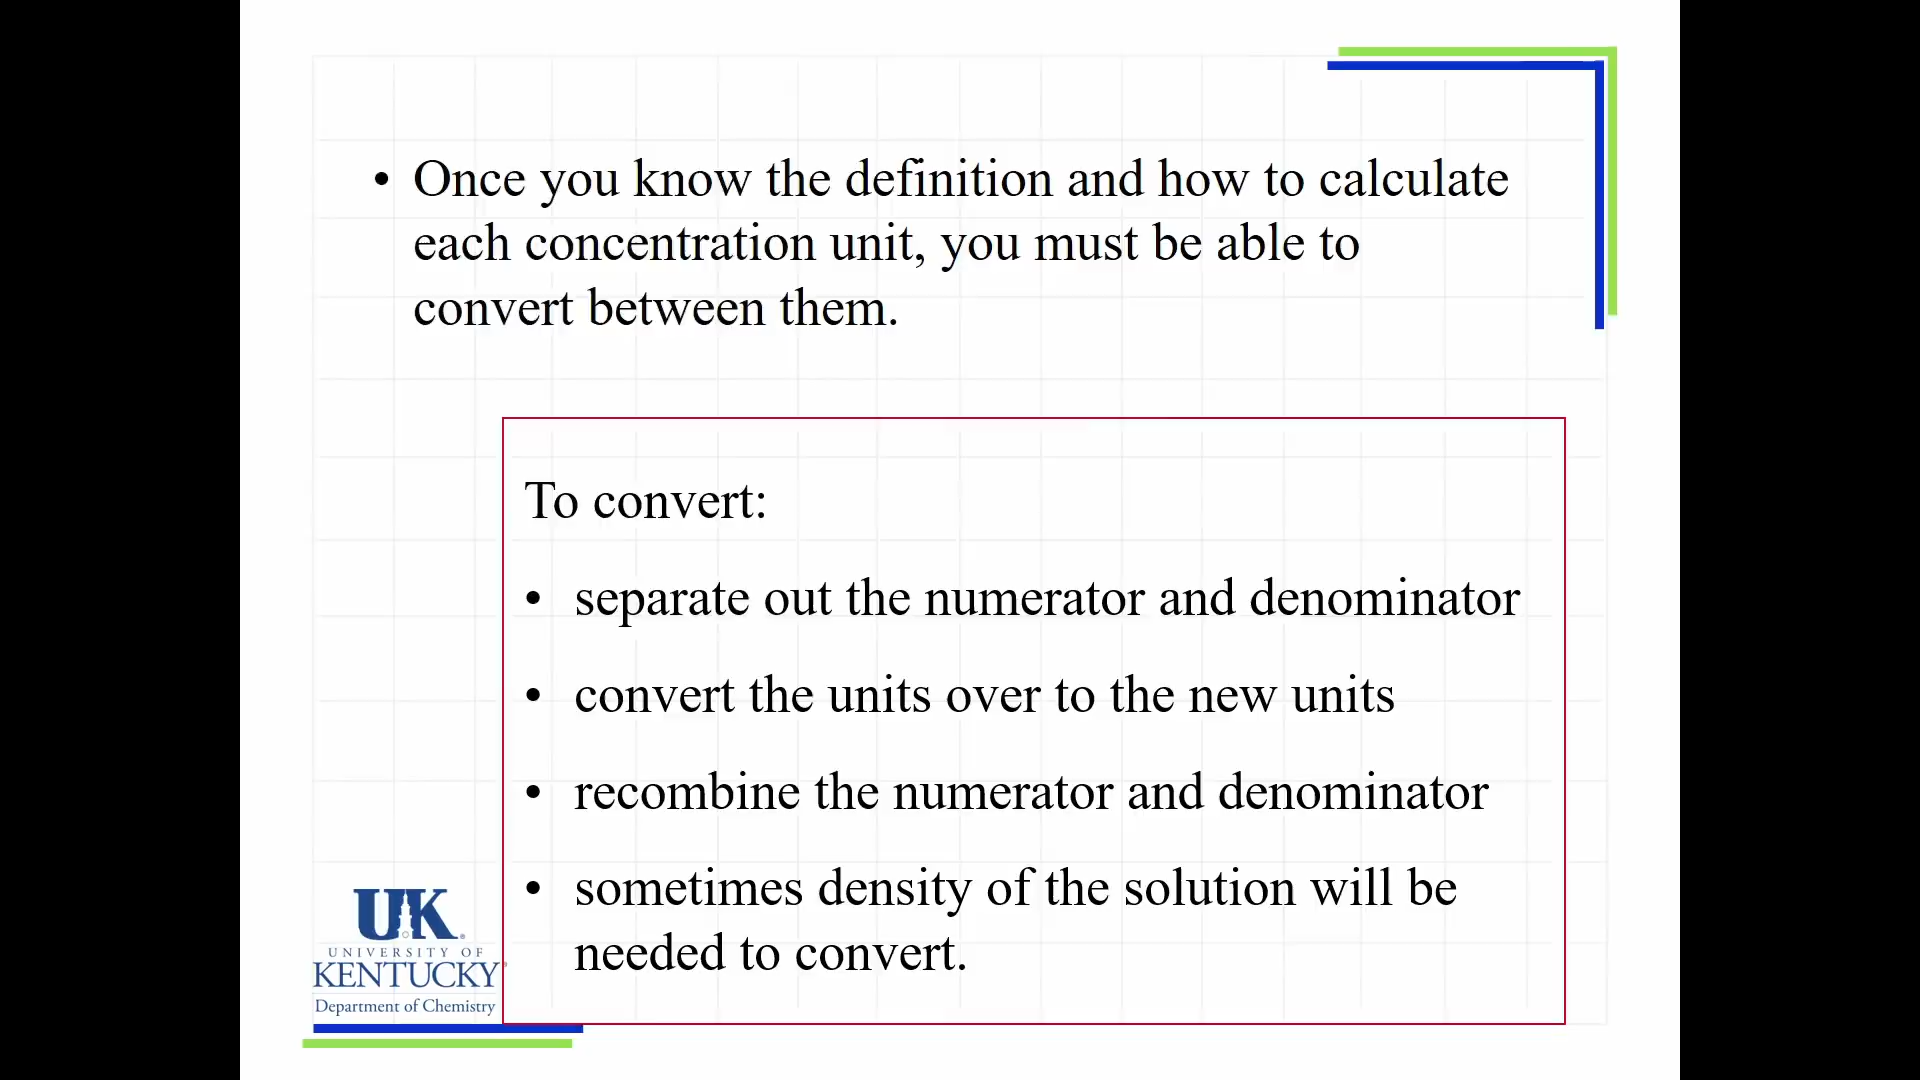 • Once you know the definition and how to calculate
each concentration unit, you must be able to
convert between them.
To convert:
• separate out the numerator and denominator
• convert the units over to the new units
• recombine the numerator and denominator
• sometimes density of the solution will be
needed to convert.
UK
UNIVERSITY OF
KENTUCKY
Department of Chemistry